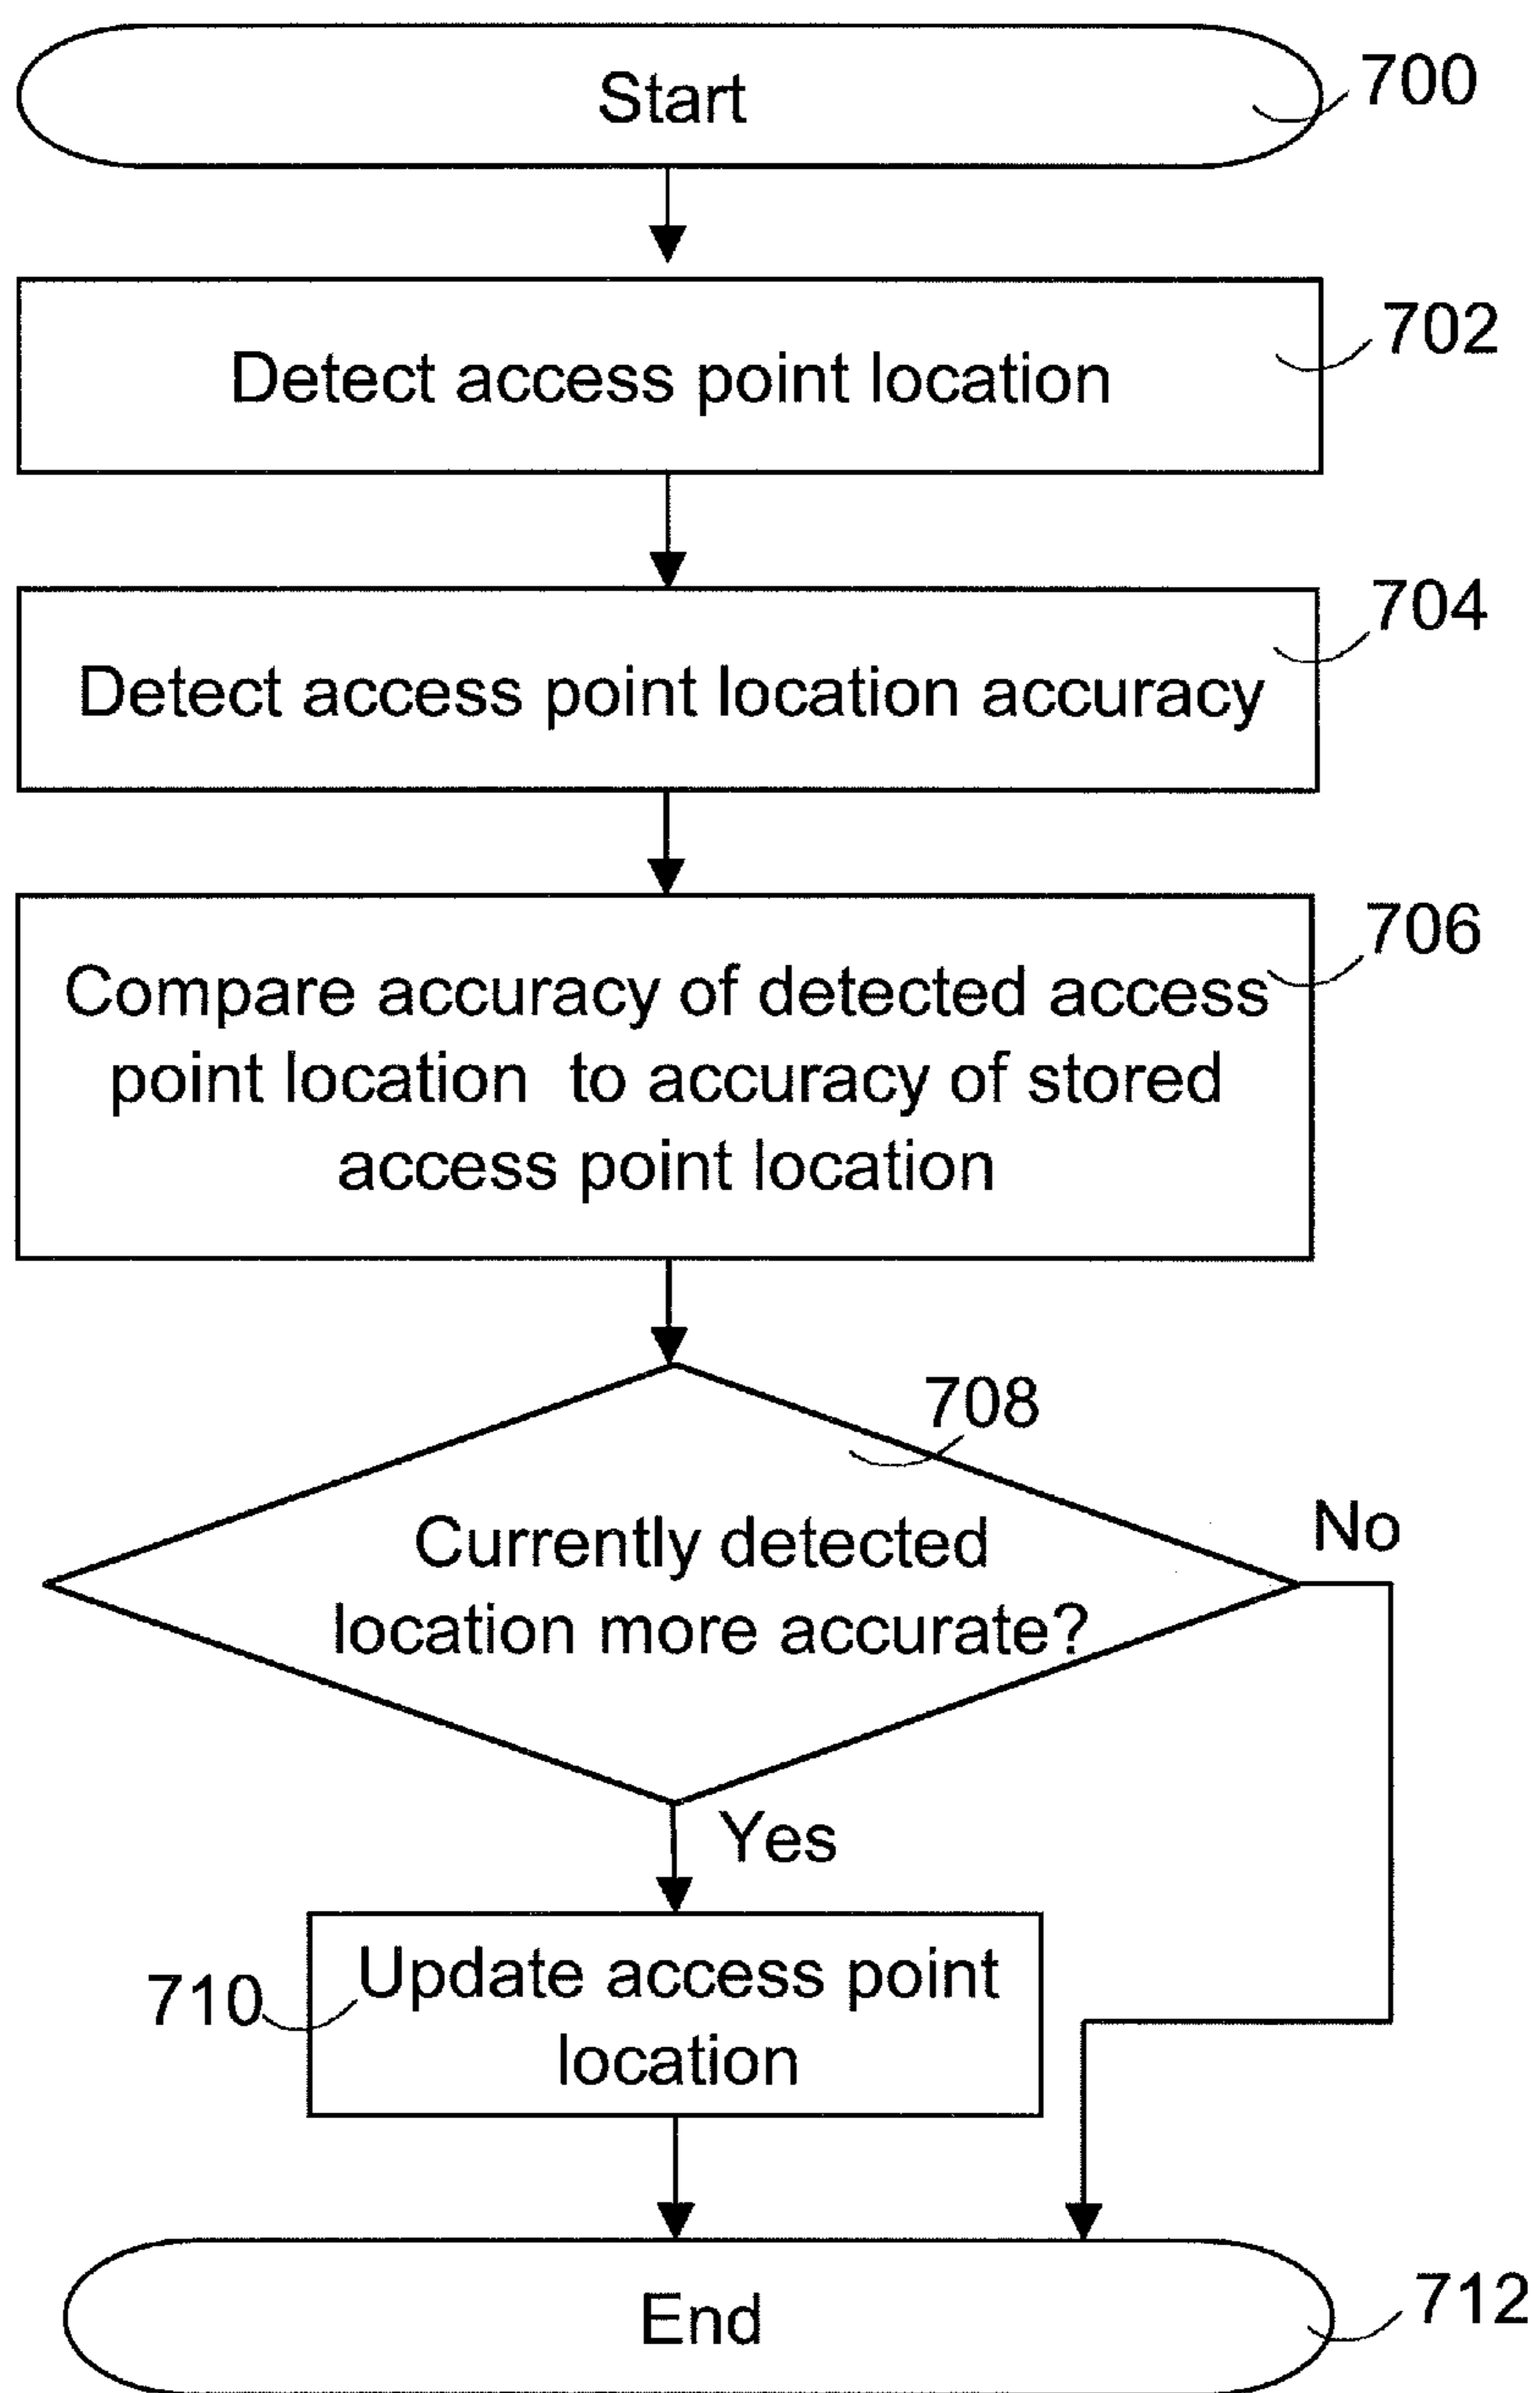 Start
700
Detect access point location
702
Detect access point location accuracy
704
Compare accuracy of detected access
point location to accuracy of stored
access point location
706
708
Currently detected
location more accurate?
No
Yes
710
Update access point
location
End
712